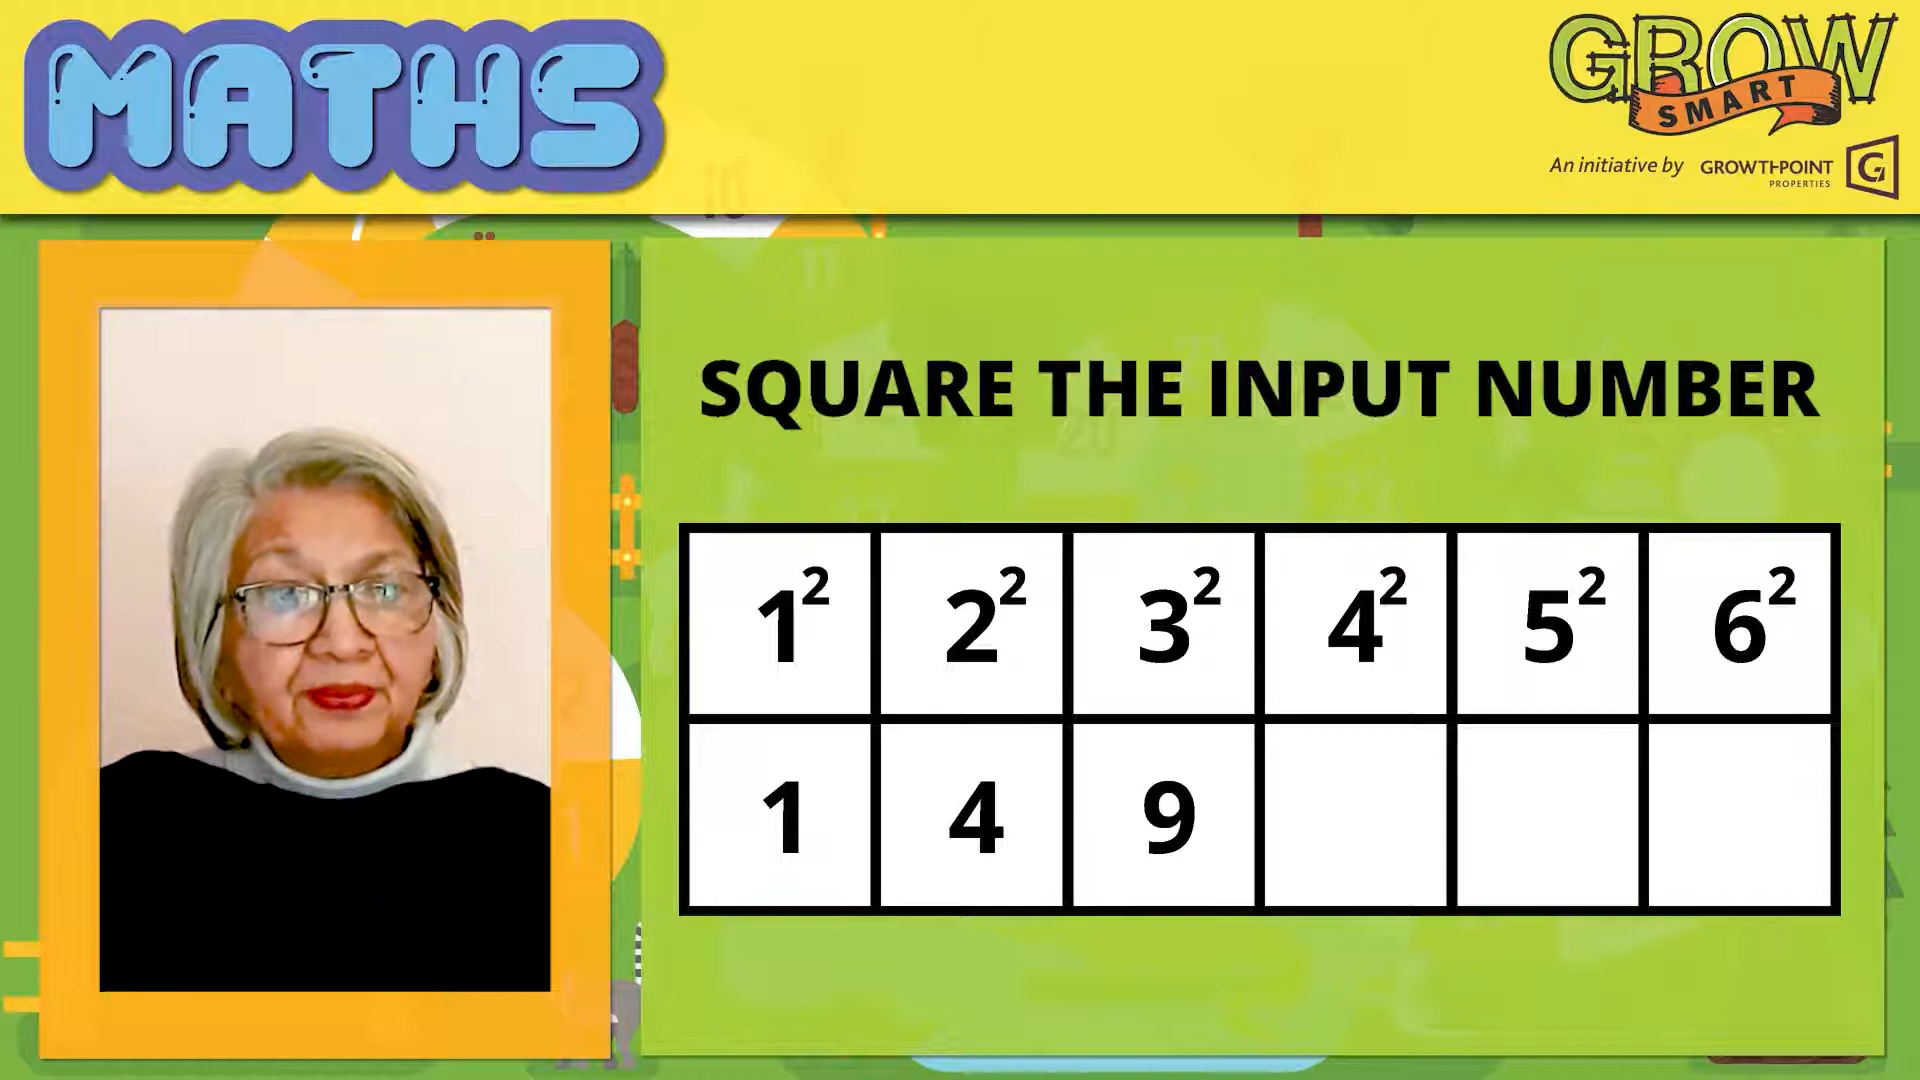 MATHS
GROW
SMART
An initiative by GROWTHPOINT
PROPERTIES
SQUARE THE INPUT NUMBER
1² 2² 3² 4² 5² 6²
1 4 9